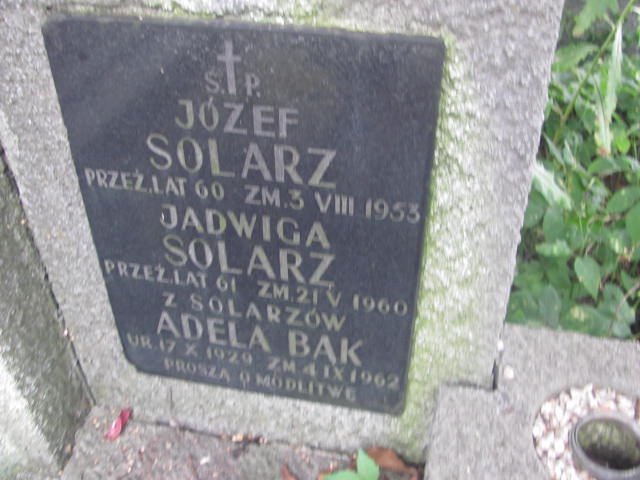 Ś. P.
JÓZEF
SOLARZ
PRZEŻ. LAT 60 ZM. 3 VIII 1953
JADWIGA
SOLARZ
PRZEŻ. LAT 61 ZM. 21 V 1960
Z SOLARZÓW
ADELA BĄK
UR 17 X 1929 ZM. 4 IX 1962
PROSZĄ O MODLITWĘ